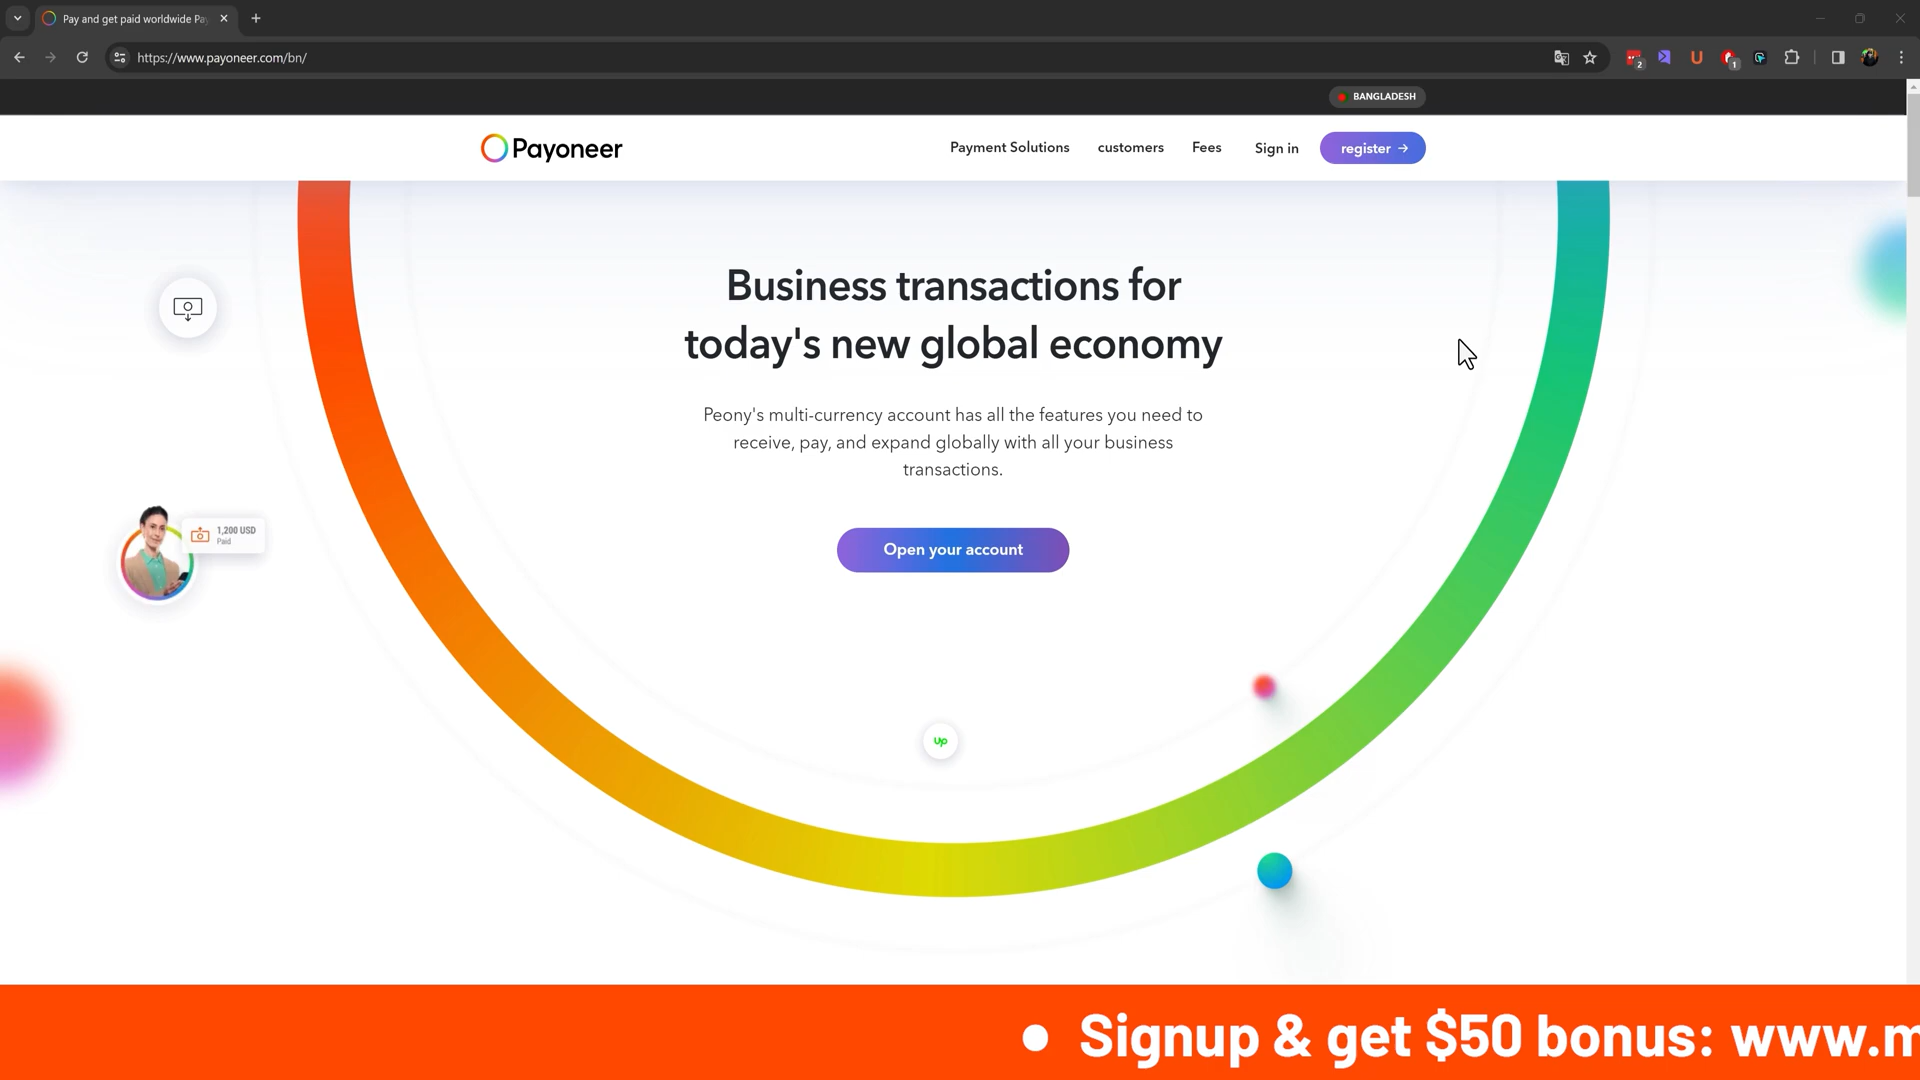 Pay and get paid worldwide Pa
https://www.payoneer.com/bn/
2
1
BANGLADESH
Payoneer
Payment Solutions
customers
Fees
Sign in
register →
Business transactions for
today's new global economy
Peony's multi-currency account has all the features you need to
receive, pay, and expand globally with all your business
transactions.
1,200 USD
Paid
Open your account
up
• Signup & get $50 bonus: www.m